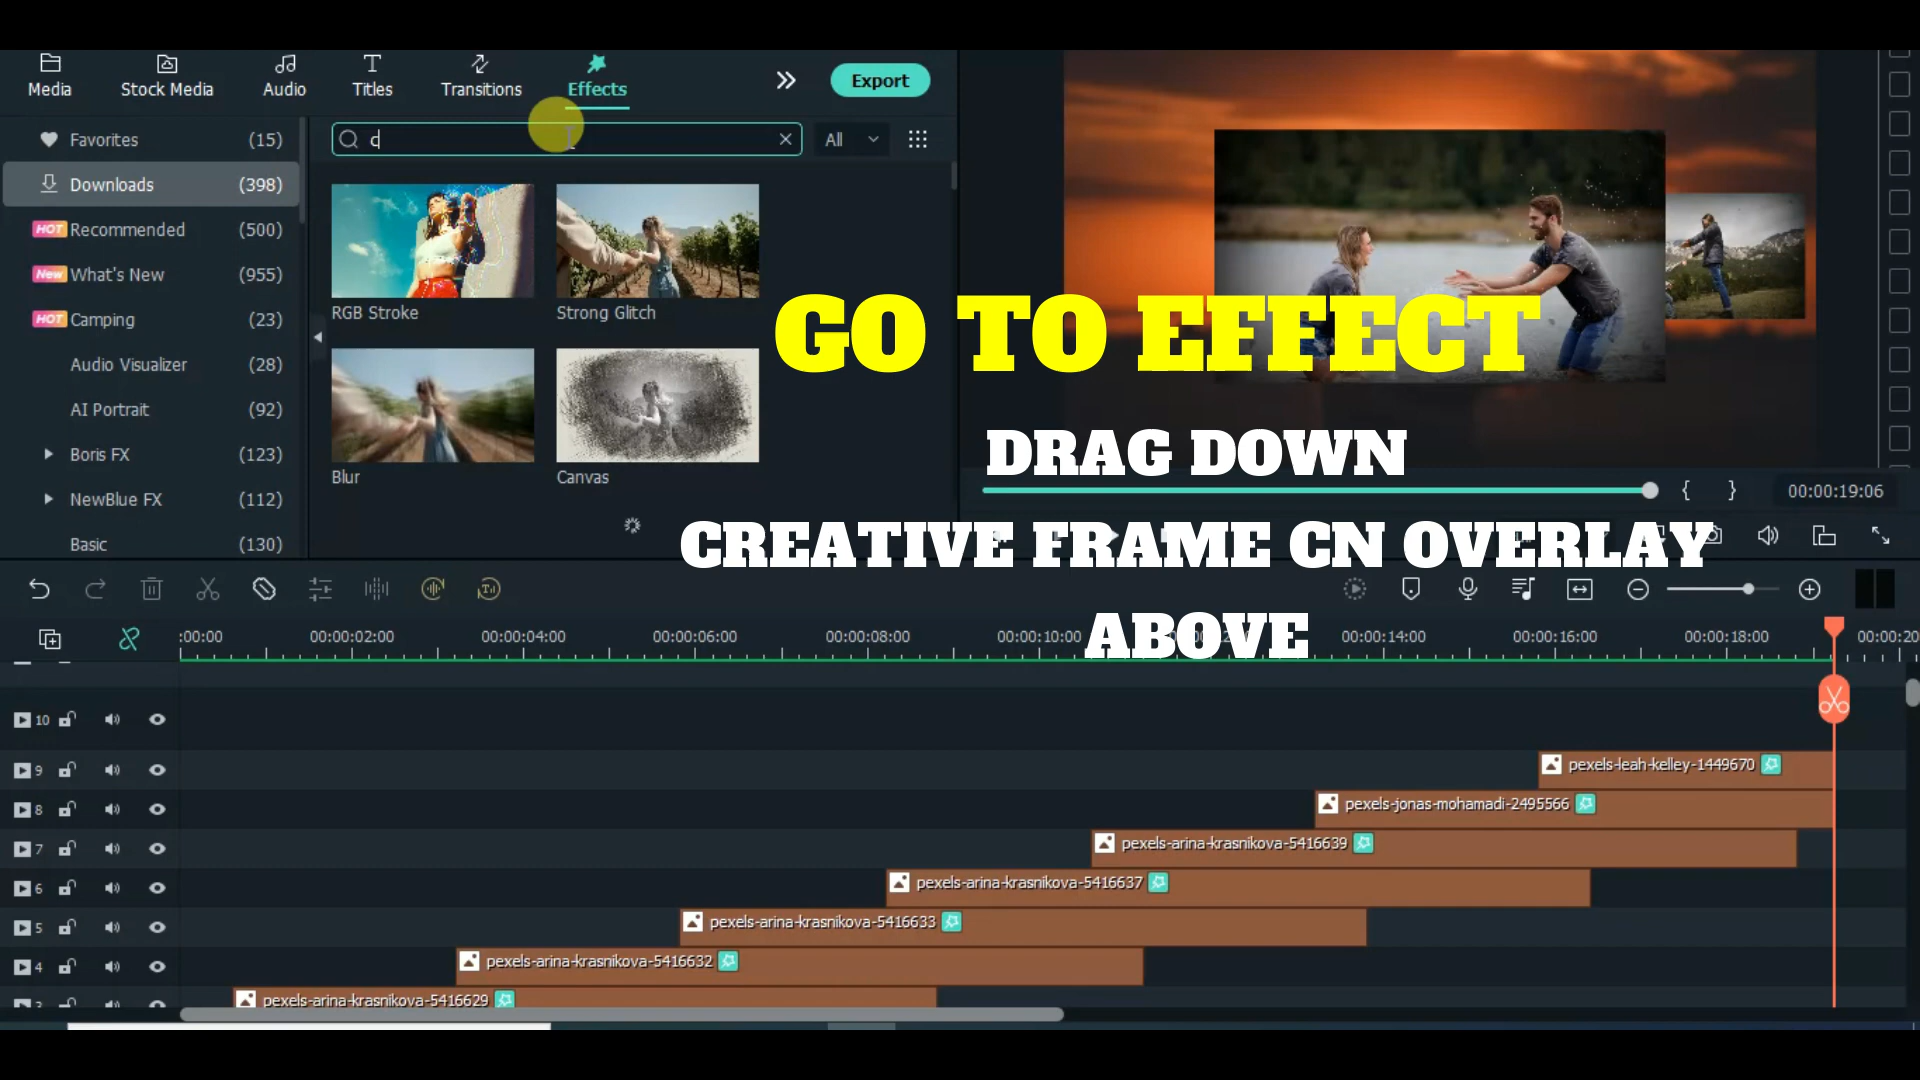 Media
Stock Media
Audio
Titles
Transitions
Effects
Export
Favorites (15)
Downloads (398)
HOT Recommended (500)
New What's New (955)
HOT Camping (23)
Audio Visualizer (28)
AI Portrait (92)
Boris FX (123)
NewBlue FX (112)
Basic (130)
c
All
RGB Stroke
Strong Glitch
Blur
Canvas
GO TO EFFECT
DRAG DOWN
CREATIVE FRAME CN OVERLAY
ABOVE
{ } 00:00:19:06
:00:00 00:00:02:00 00:00:04:00 00:00:06:00 00:00:08:00 00:00:10:00 00:00:14:00 00:00:16:00 00:00:18:00 00:00:20
10
9 pexels-leah-kelley-1449670
8 pexels-jonas-mohamadi-2495566
7 pexels-arina-krasnikova-5416639
6 pexels-arina-krasnikova-5416637
5 pexels-arina-krasnikova-5416633
4 pexels-arina-krasnikova-5416632
pexels-arina-krasnikova-5416629